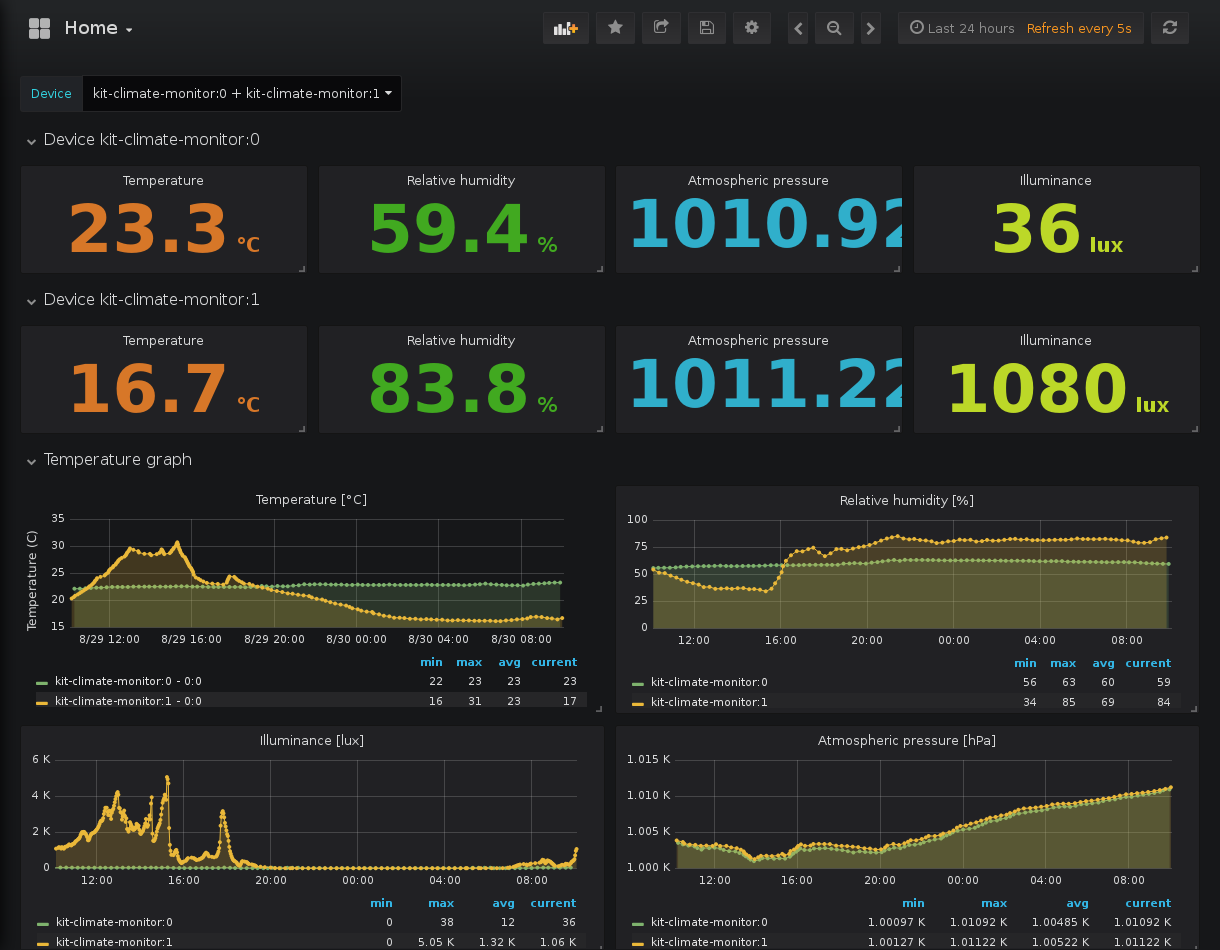 Home
Last 24 hours Refresh every 5s
Device kit-climate-monitor:0 + kit-climate-monitor:1
Device kit-climate-monitor:0
Temperature Relative humidity Atmospheric pressure Illuminance
23.3 °C 59.4 % 1010.92 36 lux
Device kit-climate-monitor:1
Temperature Relative humidity Atmospheric pressure Illuminance
16.7 °C 83.8 % 1011.22 1080 lux
Temperature graph
Temperature [°C]
Temperature (C)
35
30
25
20
15
8/29 12:00 8/29 16:00 8/29 20:00 8/30 00:00 8/30 04:00 8/30 08:00
min max avg current
kit-climate-monitor:0 - 0:0 22 23 23 23
kit-climate-monitor:1 - 0:0 16 31 23 17
Relative humidity [%]
100
75
50
25
0
12:00 16:00 20:00 00:00 04:00 08:00
min max avg current
kit-climate-monitor:0 56 63 60 59
kit-climate-monitor:1 34 85 69 84
Illuminance [lux]
6 K
4 K
2 K
0
12:00 16:00 20:00 00:00 04:00 08:00
min max avg current
kit-climate-monitor:0 0 38 12 36
kit-climate-monitor:1 0 5.05 K 1.32 K 1.06 K
Atmospheric pressure [hPa]
1.015 K
1.010 K
1.005 K
1.000 K
12:00 16:00 20:00 00:00 04:00 08:00
min max avg current
kit-climate-monitor:0 1.00097 K 1.01092 K 1.00485 K 1.01092 K
kit-climate-monitor:1 1.00127 K 1.01122 K 1.00522 K 1.01122 K